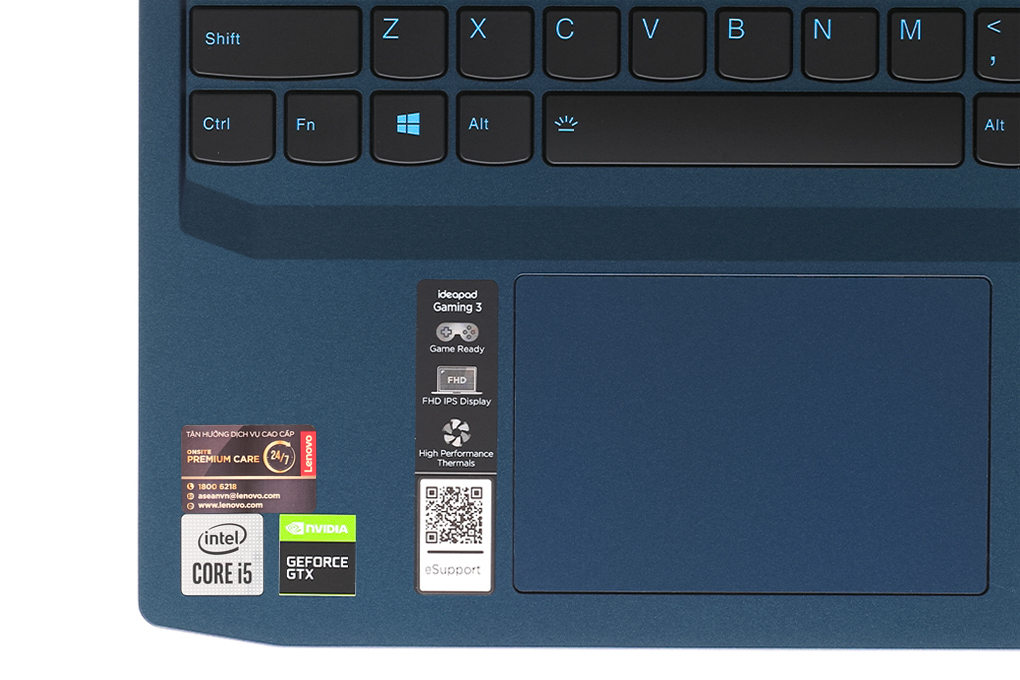 Shift Z X C V B N M <
,
Ctrl Fn Alt Alt
ideapad
Gaming 3
Game Ready
FHD
FHD IPS Display
High Performance
Thermals
eSupport
TẬN HƯỞNG DỊCH VỤ CAO CẤP
ONSITE
PREMIUM CARE 24/7
Lenovo
1800 6218
aseanvn@lenovo.com
www.lenovo.com
intel
CORE i5
NVIDIA
GEFORCE
GTX